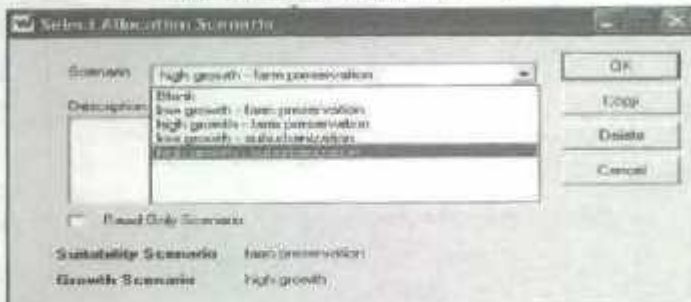 Select Allocation Scenario
Scenario high growth - farm preservation
OK
Description
Blank
low growth - farm preservation
high growth - farm preservation
low growth - suburbanization
Copy
Delete
Cancel
Read Only Scenario
Suitability Scenario farm preservation
Growth Scenario high growth